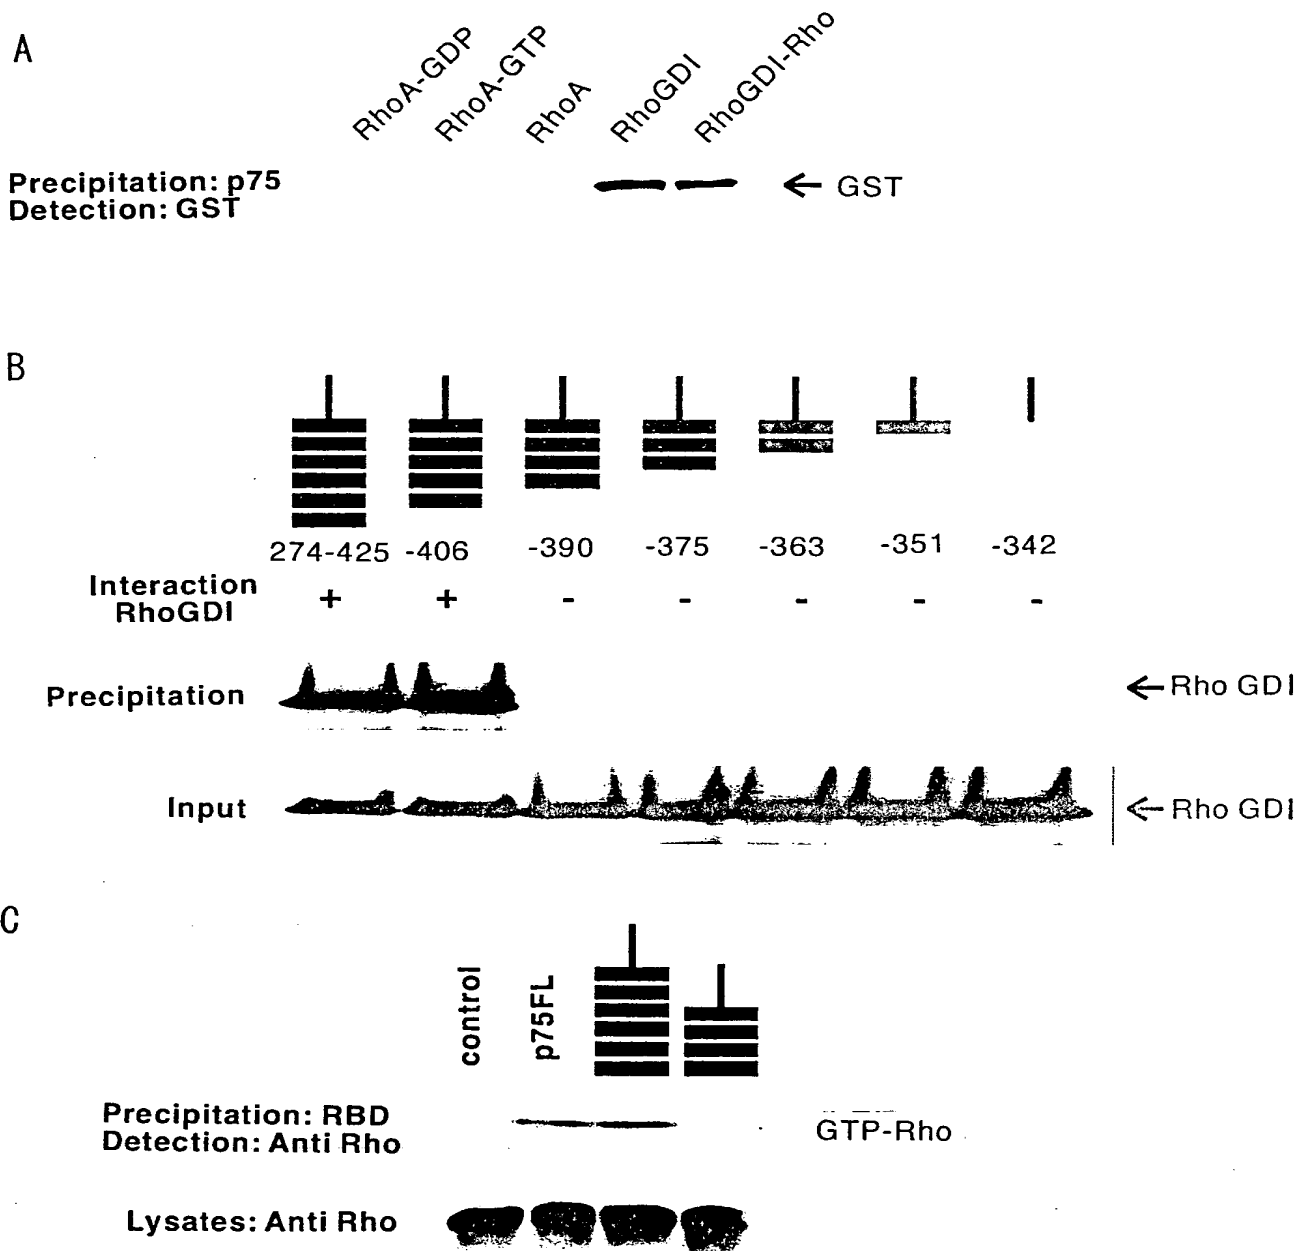 A
RhoA-GDP
RhoA-GTP
RhoA
RhoGDI
RhoGDI-Rho
Precipitation: p75
Detection: GST
← GST
B
274-425 -406 -390 -375 -363 -351 -342
Interaction
RhoGDI
+ + - - - - -
Precipitation
← Rho GDI
Input
← Rho GDI
C
control
p75FL
Precipitation: RBD
Detection: Anti Rho
GTP-Rho
Lysates: Anti Rho